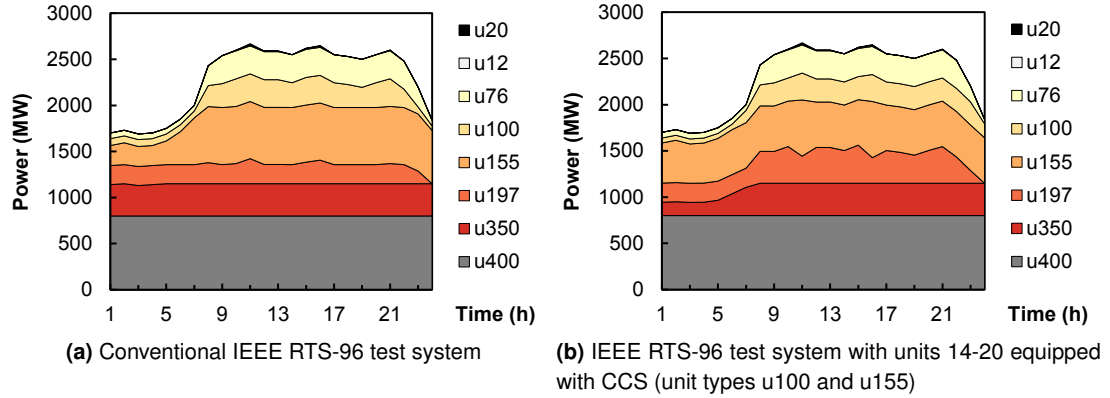 3000
2500
2000
1500
1000
500
0
Power (MW)
1 5 9 13 17 21
Time (h)
u20
u12
u76
u100
u155
u197
u350
u400
(a) Conventional IEEE RTS-96 test system
3000
2500
2000
1500
1000
500
0
Power (MW)
1 5 9 13 17 21
Time (h)
u20
u12
u76
u100
u155
u197
u350
u400
(b) IEEE RTS-96 test system with units 14-20 equipped
with CCS (unit types u100 and u155)